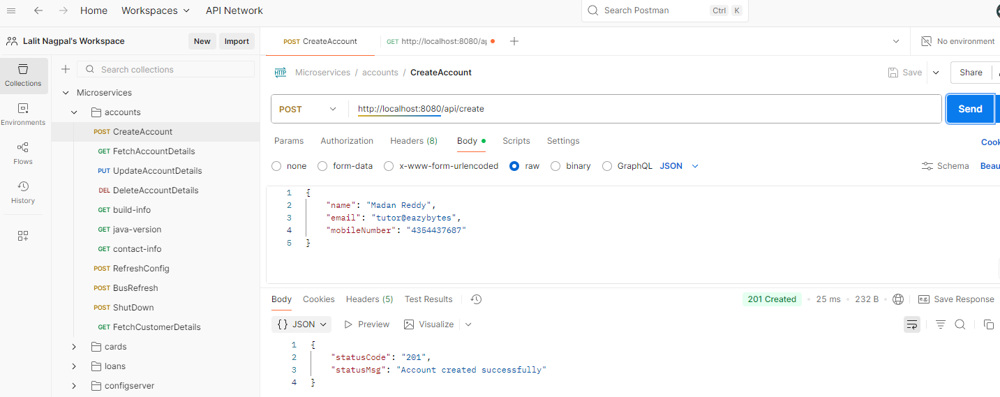 Home Workspaces API Network Search Postman Ctrl K
Lalit Nagpal's Workspace New Import
POST CreateAccount GET http://localhost:8080/a No environment
Collections
Environments
Flows
History
Search collections
Microservices
accounts
POST CreateAccount
GET FetchAccountDetails
PUT UpdateAccountDetails
DEL DeleteAccountDetails
GET build-info
GET java-version
GET contact-info
POST RefreshConfig
POST BusRefresh
POST ShutDown
GET FetchCustomerDetails
cards
loans
configserver
HTTP Microservices / accounts / CreateAccount Save Share
POST http://localhost:8080/api/create Send
Params Authorization Headers (8) Body Scripts Settings Cook
none form-data x-www-form-urlencoded raw binary GraphQL JSON Schema Beau
1 {
2 "name": "Madan Reddy",
3 "email": "tutor@eazybytes",
4 "mobileNumber": "4354437687"
5 }
Body Cookies Headers (5) Test Results 201 Created 25 ms 232 B e.g. Save Response
{} JSON Preview Visualize
1 {
2 "statusCode": "201",
3 "statusMsg": "Account created successfully"
4 }